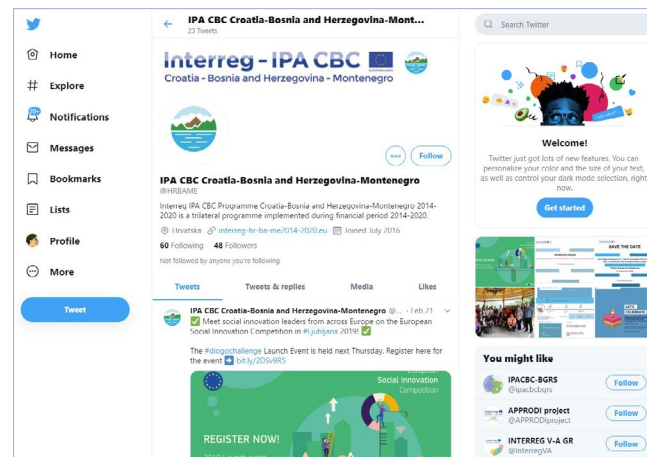 IPA CBC Croatia-Bosnia and Herzegovina-Mont...
23 Tweets
Search Twitter
Home
Explore
20+
Notifications
Messages
Bookmarks
Lists
Profile
More
Tweet
Interreg - IPA CBC
Croatia - Bosnia and Herzegovina - Montenegro
Follow
IPA CBC Croatia-Bosnia and Herzegovina-Montenegro
@HRBAME
Interreg IPA CBC Programme Croatia-Bosnia and Herzegovina-Montenegro 2014-
2020 is a trilateral programme implemented during financial period 2014-2020.
Hrvatska interreg-hr-ba-me2014-2020.eu Joined July 2016
60 Following 48 Followers
Not followed by anyone you're following
Tweets Tweets & replies Media Likes
IPA CBC Croatia-Bosnia and Herzegovina-Montenegro @... · Feb 21
Meet social innovation leaders from across Europe on the European
Social Innovation Competition in #Ljubljana 2019!
The #diogochallenge Launch Event is held next Thursday. Register here for
the event bit.ly/2DSv9R5
European
Social Innovation
Competition
REGISTER NOW!
2019 Launch event
Welcome!
Twitter just got lots of new features. You can
personalize your color and the size of your text,
as well as control your dark mode selection, right
now.
Get started
SAVE THE DATE
You might like
IPACBC-BGRS
@ipacbcbgrs
Follow
APPRODI project
@APPRODIproject
Follow
INTERREG V-A GR
@InterregVA
Follow